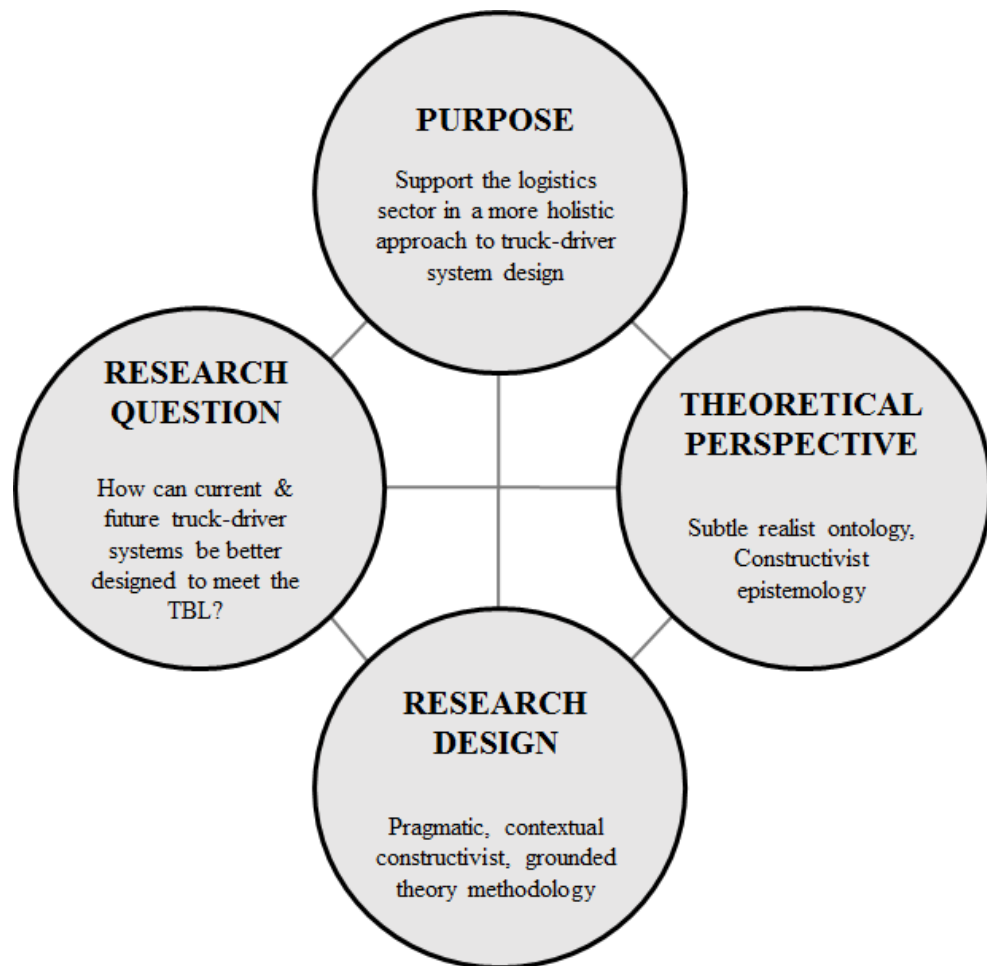 PURPOSE
Support the logistics
sector in a more holistic
approach to truck-driver
system design
RESEARCH
QUESTION
How can current &
future truck-driver
systems be better
designed to meet the
TBL?
THEORETICAL
PERSPECTIVE
Subtle realist ontology,
Constructivist
epistemology
RESEARCH
DESIGN
Pragmatic, contextual
constructivist, grounded
theory methodology